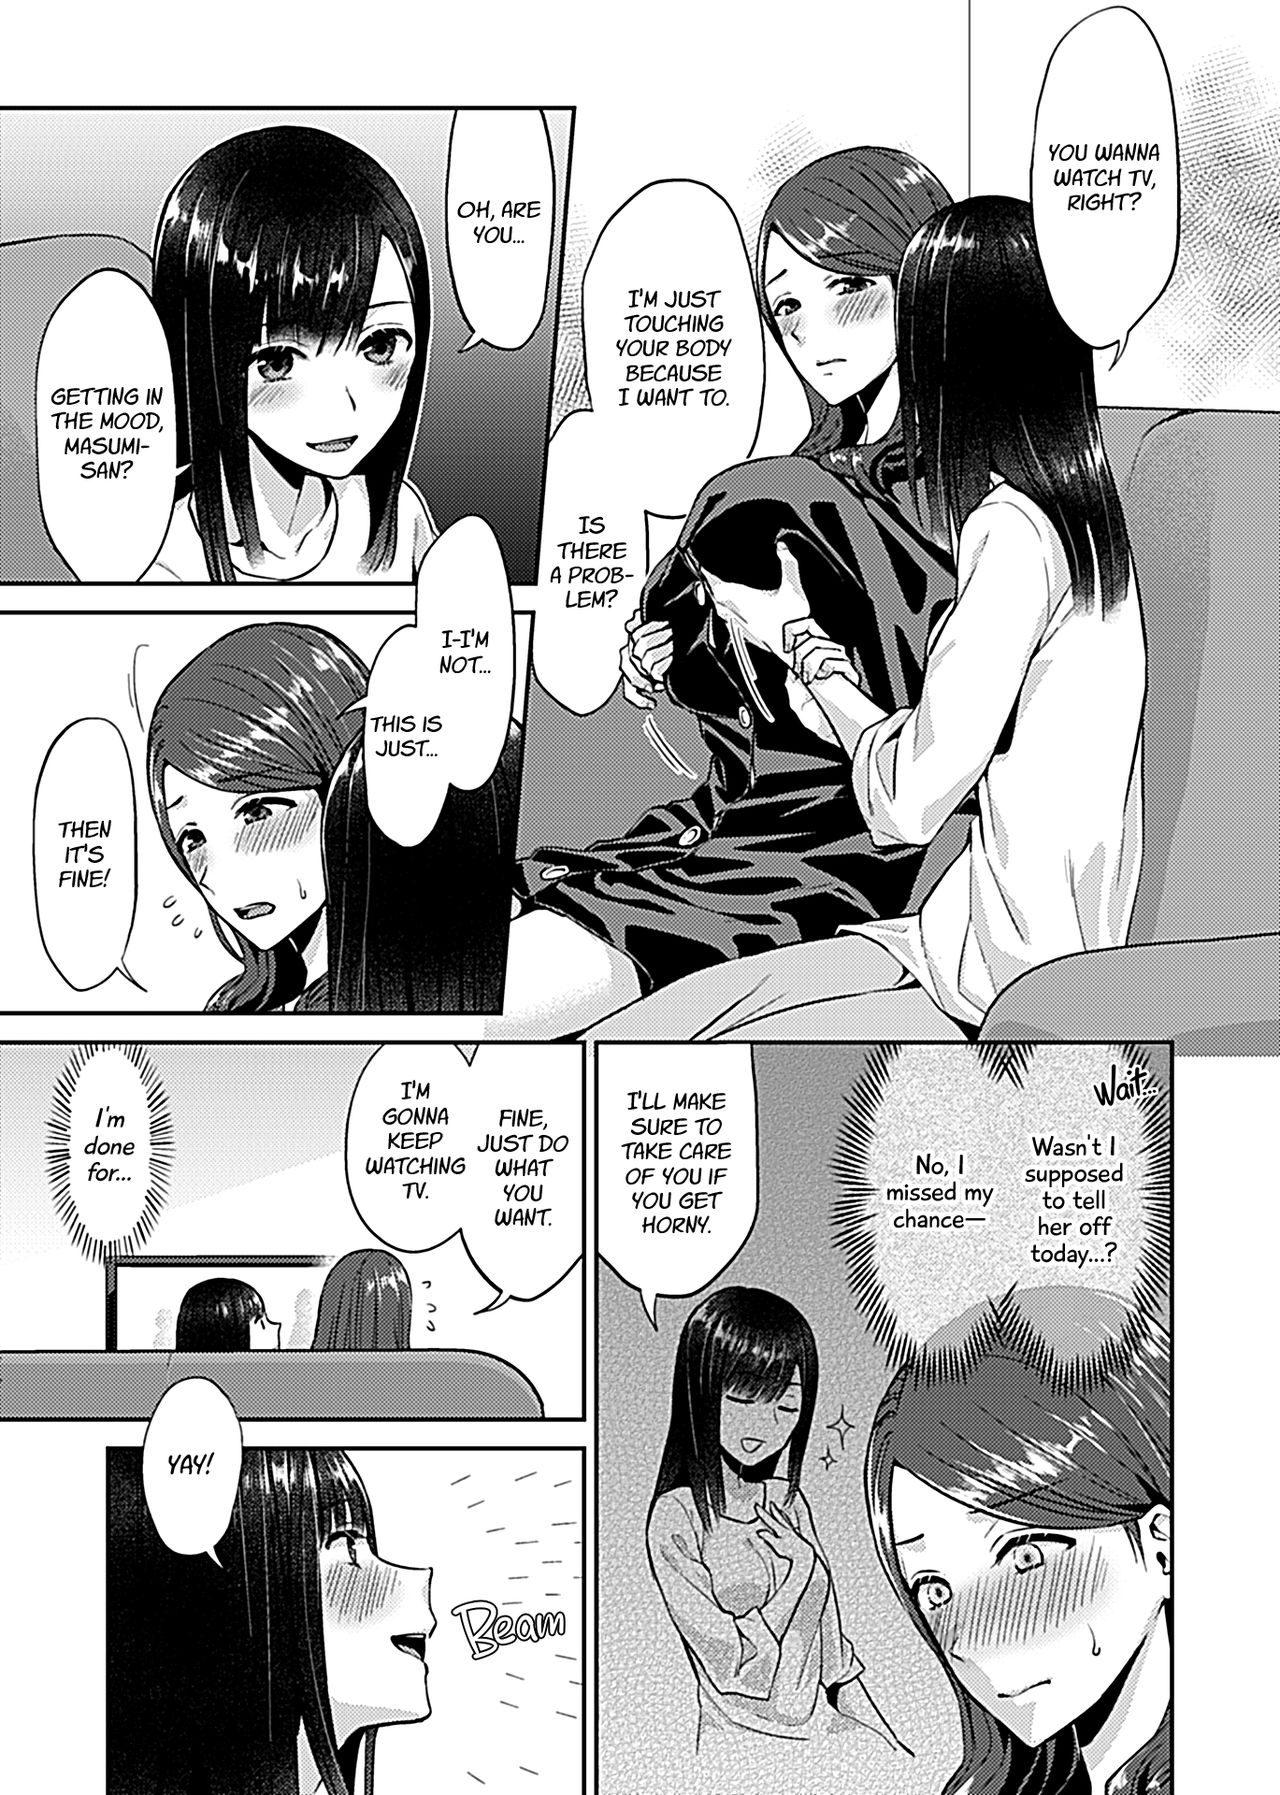 YOU WANNA
WATCH TV,
RIGHT?
I'M JUST
TOUCHING
YOUR BODY
BECAUSE
I WANT TO.
IS
THERE
A PROB-
LEM?
OH, ARE
YOU...
GETTING IN
THE MOOD,
MASUMI-
SAN?
I-I'M
NOT...
THIS IS
JUST...
THEN
IT'S
FINE!
Wait...
Wasn't I
supposed
to tell
her off
today...?
No, I
missed my
chance—
I'LL MAKE
SURE TO
TAKE CARE
OF YOU IF
YOU GET
HORNY.
FINE,
JUST DO
WHAT
YOU
WANT.
I'M
GONNA
KEEP
WATCHING
TV.
I'm
done
for...
YAY!
Beam